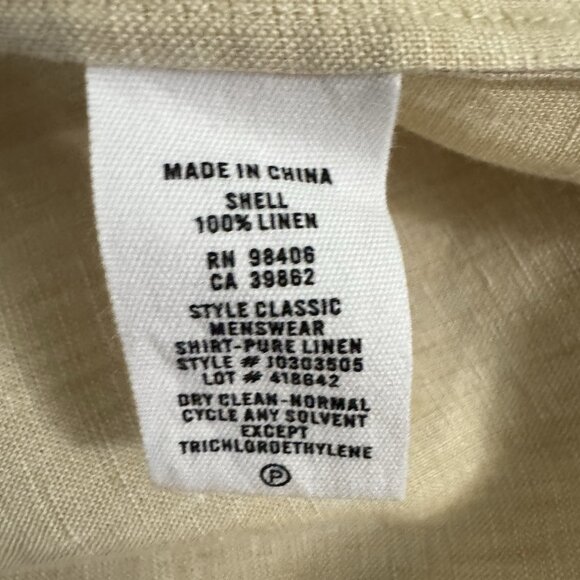 MADE IN CHINA
SHELL
100% LINEN
RN 98406
CA 39862
STYLE CLASSIC
MENSWEAR
SHIRT-PURE LINEN
STYLE # J0303505
LOT # 418642
DRY CLEAN-NORMAL
CYCLE ANY SOLVENT
EXCEPT
TRICHLOROETHYLENE
P